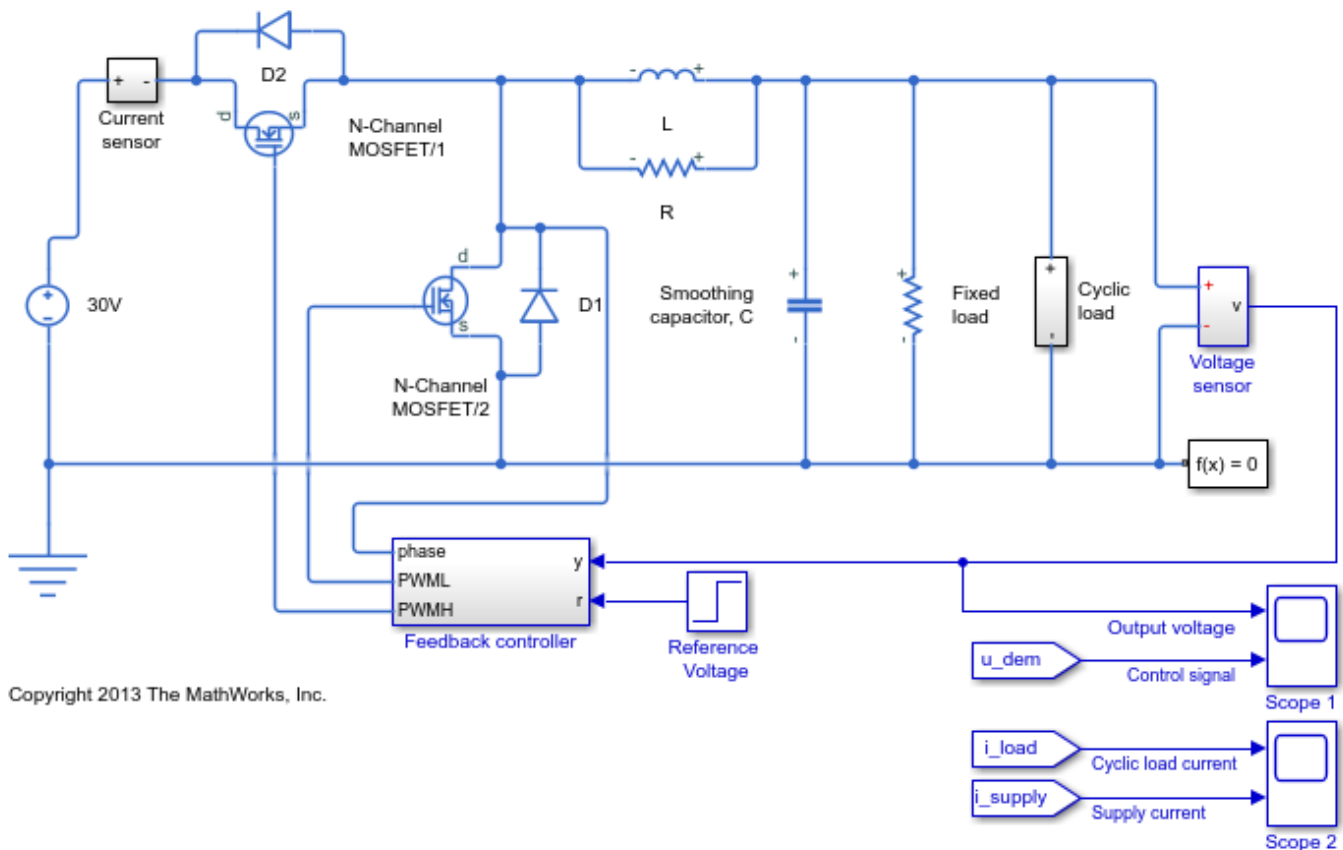 D2
+ -
Current
sensor
d
s
N-Channel
MOSFET/1
- +
L
- +
R
30V
+
-
d
s
D1
N-Channel
MOSFET/2
Smoothing
capacitor, C
+
-
Fixed
load
+
-
Cyclic
load
+
-
+
-
v
Voltage
sensor
f(x) = 0
phase
PWML
PWMH
y
r
Feedback controller
Reference
Voltage
Output voltage
u_dem
Control signal
Scope 1
i_load
Cyclic load current
i_supply
Supply current
Scope 2
Copyright 2013 The MathWorks, Inc.